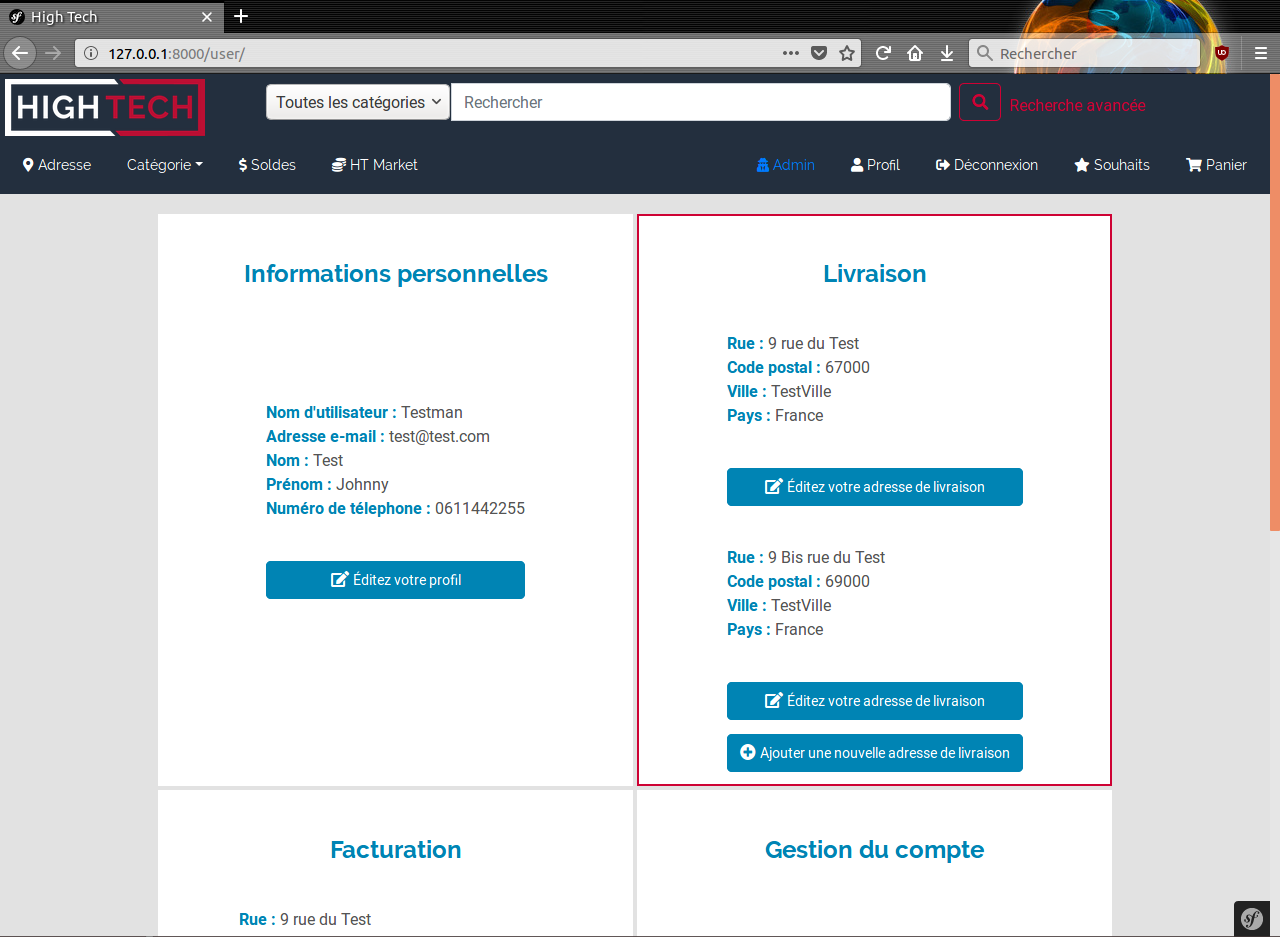 High Tech
127.0.0.1:8000/user/
Rechercher
HIGH TECH
Toutes les catégories
Rechercher
Recherche avancée
Adresse
Catégorie
Soldes
HT Market
Admin
Profil
Déconnexion
Souhaits
Panier
Informations personnelles
Nom d'utilisateur : Testman
Adresse e-mail : test@test.com
Nom : Test
Prénom : Johnny
Numéro de télephone : 0611442255
Éditez votre profil
Livraison
Rue : 9 rue du Test
Code postal : 67000
Ville : TestVille
Pays : France
Éditez votre adresse de livraison
Rue : 9 Bis rue du Test
Code postal : 69000
Ville : TestVille
Pays : France
Éditez votre adresse de livraison
Ajouter une nouvelle adresse de livraison
Facturation
Rue : 9 rue du Test
Gestion du compte